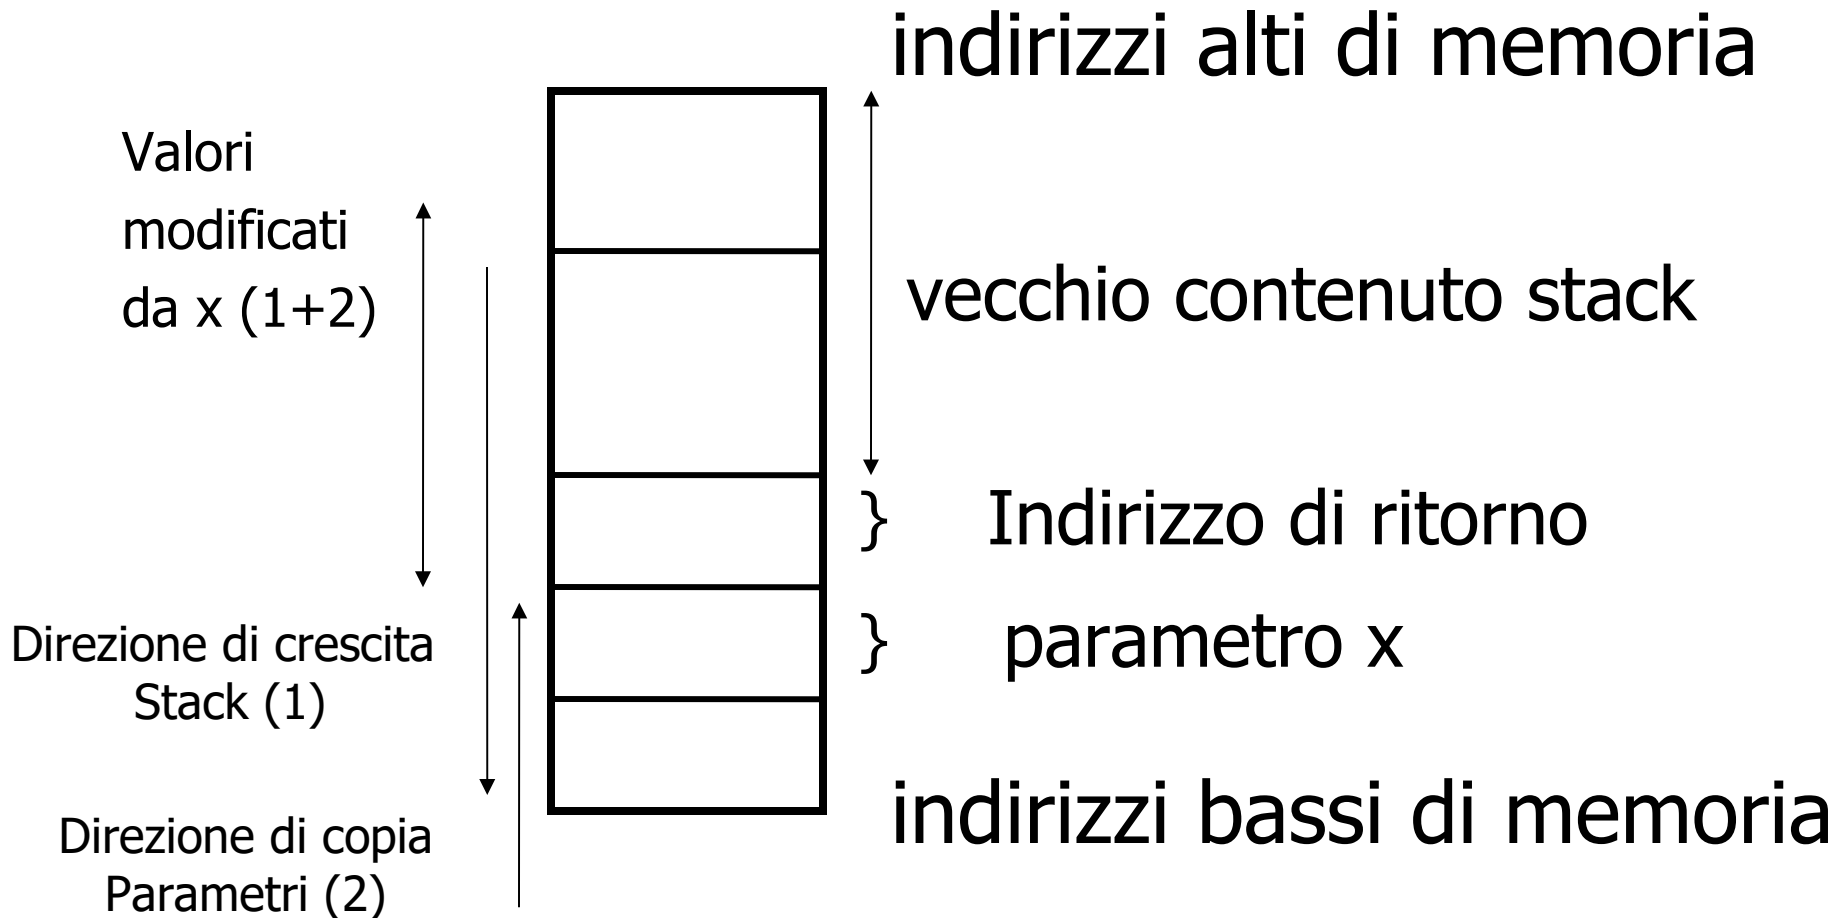 indirizzi alti di memoria
Valori
modificati
da x (1+2)
vecchio contenuto stack
} Indirizzo di ritorno
} parametro x
Direzione di crescita
Stack (1)
indirizzi bassi di memoria
Direzione di copia
Parametri (2)